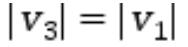 |v₃| = |v₁|